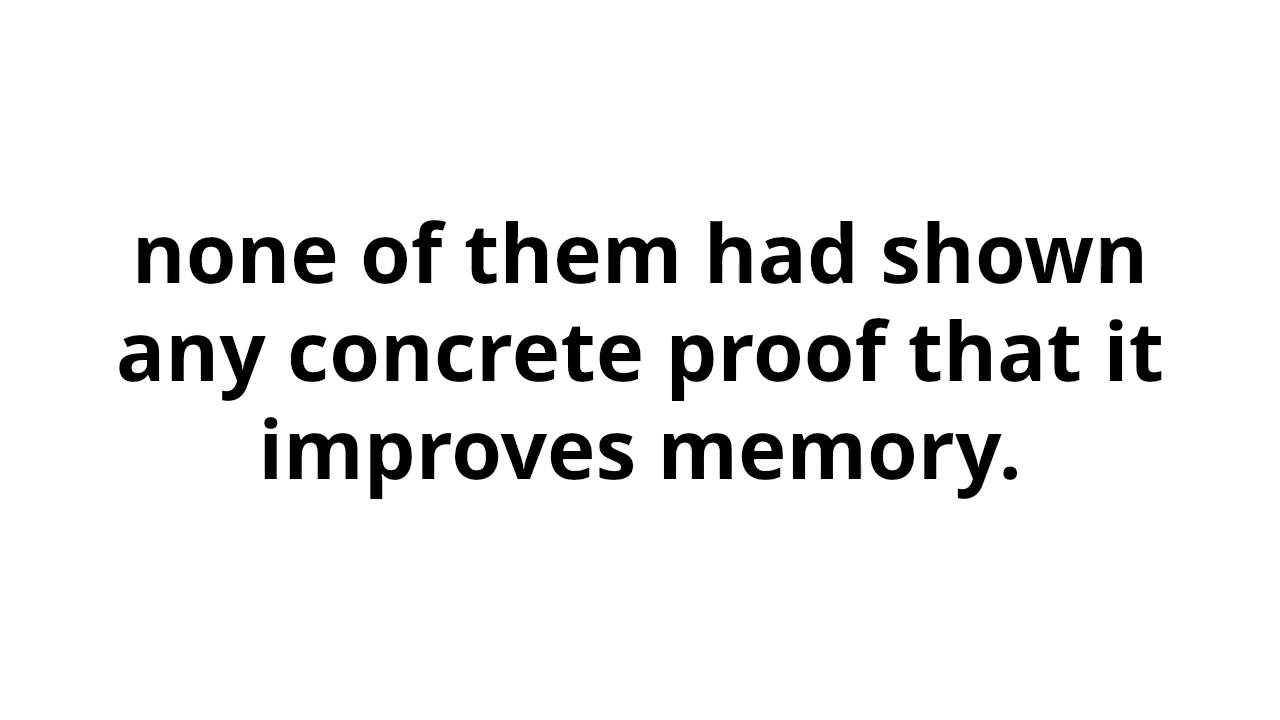 none of them had shown
any concrete proof that it
improves memory.